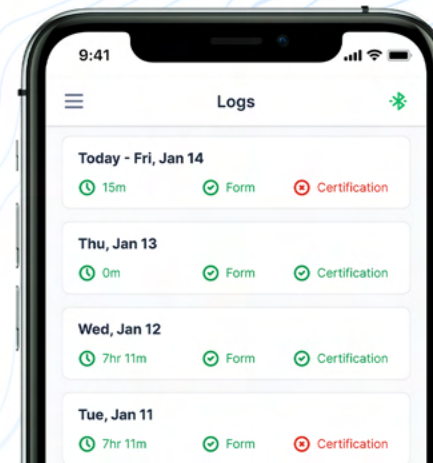 9:41
Logs
Today - Fri, Jan 14
15m Form Certification
Thu, Jan 13
0m Form Certification
Wed, Jan 12
7hr 11m Form Certification
Tue, Jan 11
7hr 11m Form Certification